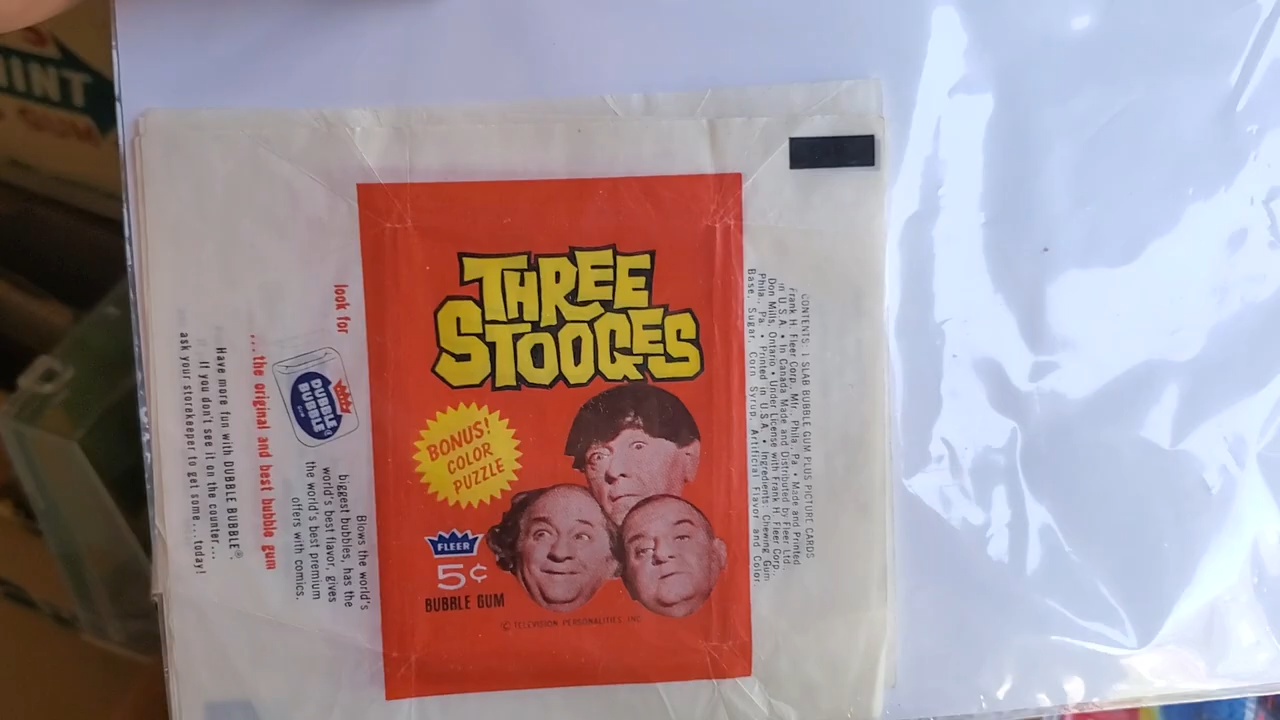 INT
GUM
THREE
STOOGES
BONUS!
COLOR
PUZZLE
FLEER
5¢
BUBBLE GUM
© TELEVISION PERSONALITIES, INC.
look for
DUBBLE
BUBBLE®
GUM
...the original and best bubble gum
Blows the world's
biggest bubbles, has the
world's best flavor, gives
the world's best premium
offers with comics.
Have more fun with DUBBLE BUBBLE®.
If you don't see it on the counter...
ask your storekeeper to get some...today!
CONTENTS: 1 SLAB BUBBLE GUM PLUS PICTURE CARDS
Frank H. Fleer Corp. Mfr., Phila., Pa. • Made and Printed
in U.S.A. • In Canada Made and Distributed by Fleer Ltd.
Don Mills, Ontario • Under License with Frank H. Fleer Corp.,
Phila., Pa. • Printed in U.S.A. • Ingredients: Chewing Gum
Base, Sugar, Corn Syrup, Artificial Flavor and Color.